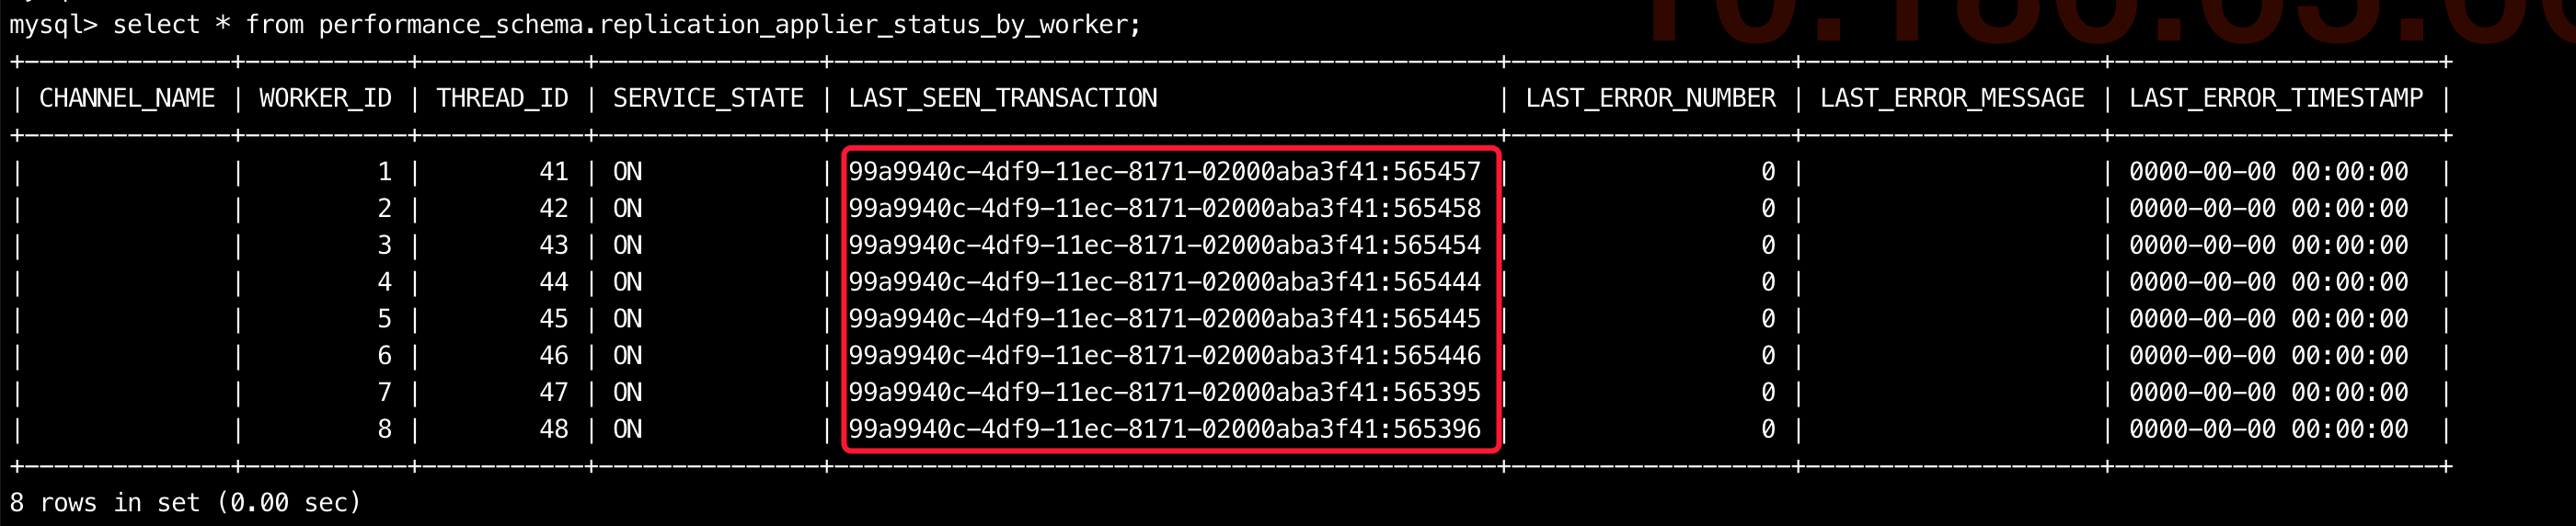 mysql> select * from performance_schema.replication_applier_status_by_worker;
+--------------+-----------+-----------+---------------+---------------------------------------------+-------------------+--------------------+----------------------+
| CHANNEL_NAME | WORKER_ID | THREAD_ID | SERVICE_STATE | LAST_SEEN_TRANSACTION                       | LAST_ERROR_NUMBER | LAST_ERROR_MESSAGE | LAST_ERROR_TIMESTAMP |
+--------------+-----------+-----------+---------------+---------------------------------------------+-------------------+--------------------+----------------------+
|              |         1 |        41 | ON            | 99a9940c-4df9-11ec-8171-02000aba3f41:565457 |                 0 |                    | 0000-00-00 00:00:00  |
|              |         2 |        42 | ON            | 99a9940c-4df9-11ec-8171-02000aba3f41:565458 |                 0 |                    | 0000-00-00 00:00:00  |
|              |         3 |        43 | ON            | 99a9940c-4df9-11ec-8171-02000aba3f41:565454 |                 0 |                    | 0000-00-00 00:00:00  |
|              |         4 |        44 | ON            | 99a9940c-4df9-11ec-8171-02000aba3f41:565444 |                 0 |                    | 0000-00-00 00:00:00  |
|              |         5 |        45 | ON            | 99a9940c-4df9-11ec-8171-02000aba3f41:565445 |                 0 |                    | 0000-00-00 00:00:00  |
|              |         6 |        46 | ON            | 99a9940c-4df9-11ec-8171-02000aba3f41:565446 |                 0 |                    | 0000-00-00 00:00:00  |
|              |         7 |        47 | ON            | 99a9940c-4df9-11ec-8171-02000aba3f41:565395 |                 0 |                    | 0000-00-00 00:00:00  |
|              |         8 |        48 | ON            | 99a9940c-4df9-11ec-8171-02000aba3f41:565396 |                 0 |                    | 0000-00-00 00:00:00  |
+--------------+-----------+-----------+---------------+---------------------------------------------+-------------------+--------------------+----------------------+
8 rows in set (0.00 sec)